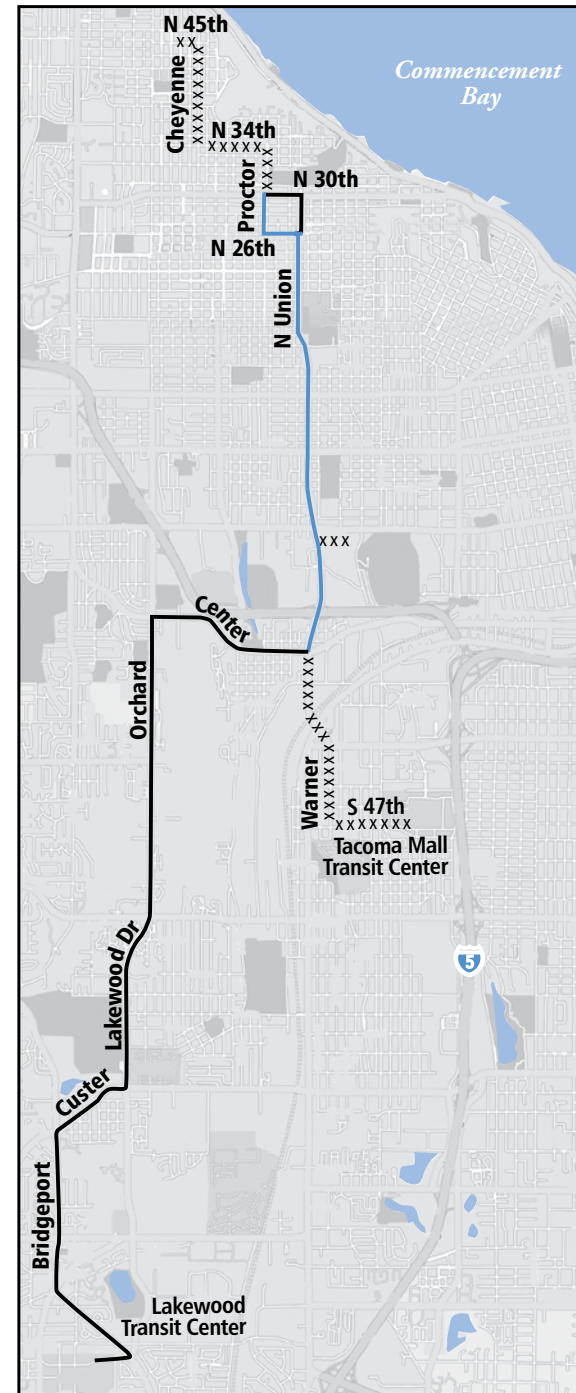 N 45th
Cheyenne
Commencement
Bay
N 34th
Proctor
N 30th
N 26th
N Union
Center
Orchard
Warner
S 47th
Tacoma Mall
Transit Center
Lakewood Dr
5
Custer
Bridgeport
Lakewood
Transit Center